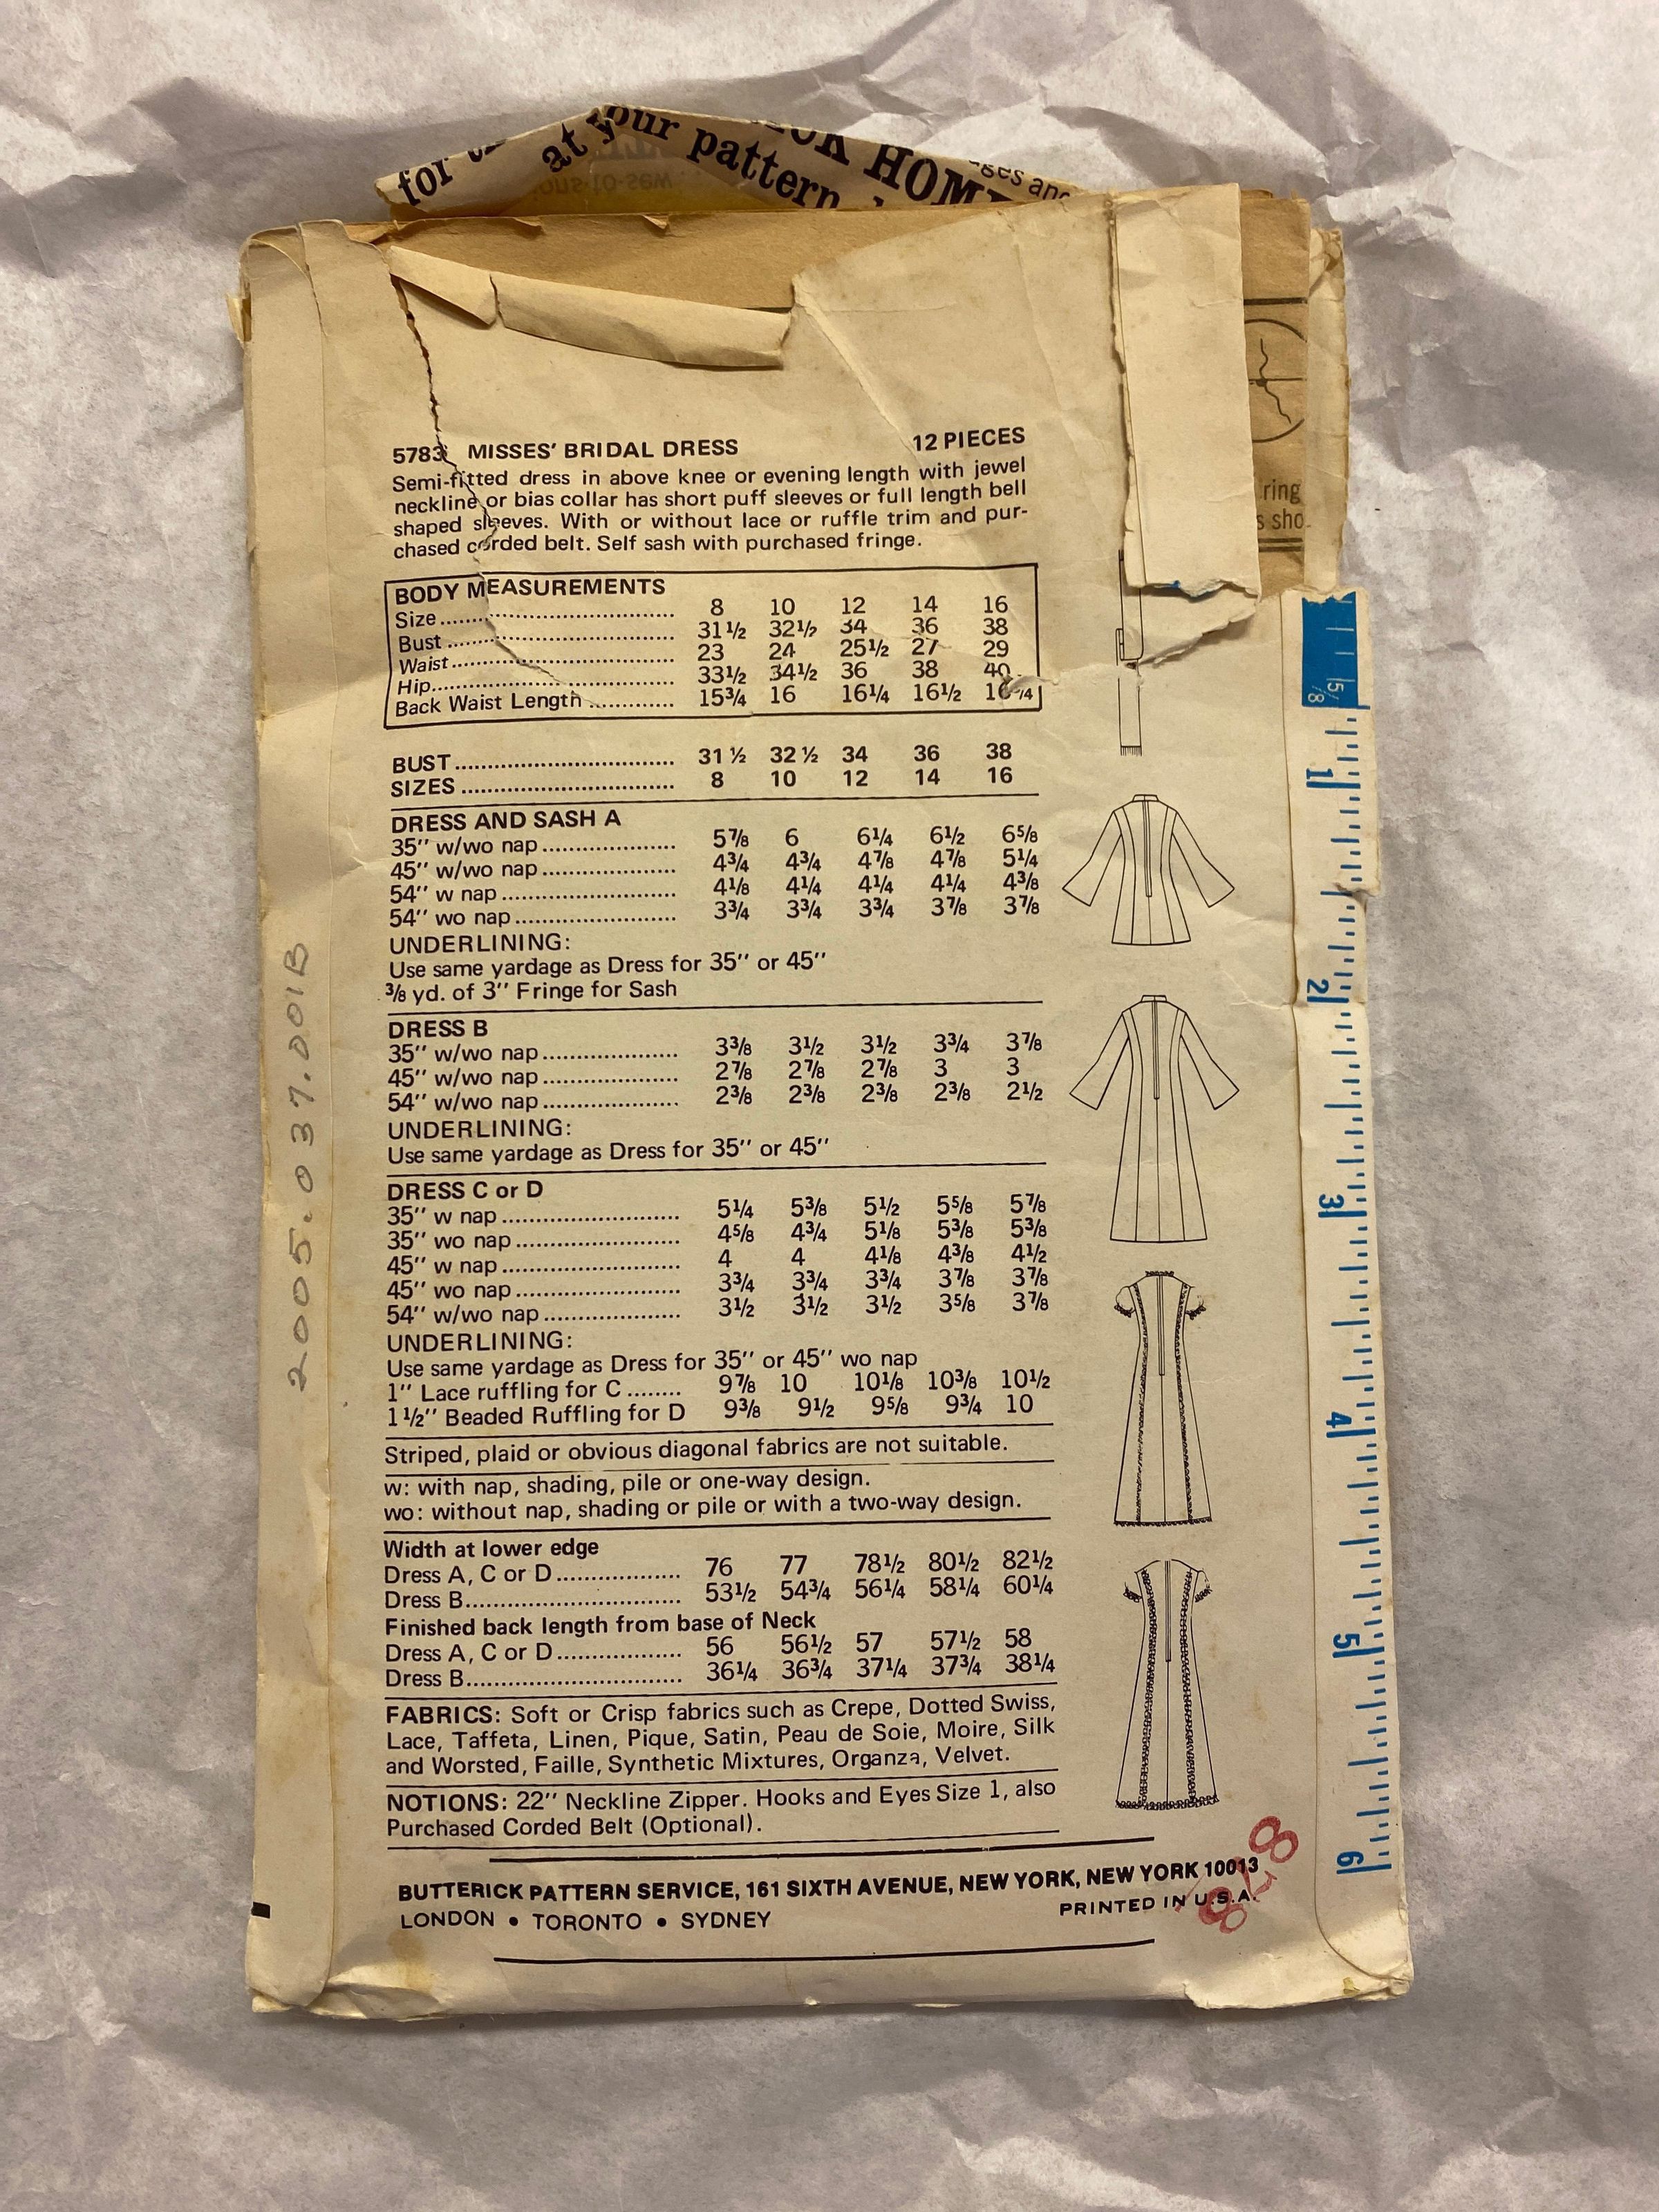 for
at your pattern
HOM
ges and
ons-to-sew
ring
s sho
5783 MISSES' BRIDAL DRESS 12 PIECES
Semi-fitted dress in above knee or evening length with jewel
neckline or bias collar has short puff sleeves or full length bell
shaped sleeves. With or without lace or ruffle trim and pur-
chased corded belt. Self sash with purchased fringe.
BODY MEASUREMENTS
Size........ 8 10 12 14 16
Bust........ 31½ 32½ 34 36 38
Waist........ 23 24 25½ 27 29
Hip........ 33½ 34½ 36 38 40
Back Waist Length ........ 15¾ 16 16¼ 16½ 16¾
BUST........ 31 ½ 32 ½ 34 36 38
SIZES ........ 8 10 12 14 16
DRESS AND SASH A
35'' w/wo nap........ 5⅞ 6 6¼ 6½ 6⅝
45'' w/wo nap........ 4¾ 4¾ 4⅞ 4⅞ 5¼
54'' w nap........ 4⅛ 4¼ 4¼ 4¼ 4⅜
54'' wo nap........ 3¾ 3¾ 3¾ 3⅞ 3⅞
UNDERLINING:
Use same yardage as Dress for 35'' or 45''
⅜ yd. of 3'' Fringe for Sash
DRESS B
35'' w/wo nap........ 3⅜ 3½ 3½ 3¾ 3⅞
45'' w/wo nap........ 2⅞ 2⅞ 2⅞ 3 3
54'' w/wo nap........ 2⅜ 2⅜ 2⅜ 2⅜ 2½
UNDERLINING:
Use same yardage as Dress for 35'' or 45''
DRESS C or D
35'' w nap........ 5¼ 5⅜ 5½ 5⅝ 5⅞
35'' wo nap........ 4⅝ 4¾ 5⅛ 5⅜ 5⅜
45'' w nap........ 4 4 4⅛ 4⅜ 4½
45'' wo nap........ 3¾ 3¾ 3¾ 3⅞ 3⅞
54'' w/wo nap........ 3½ 3½ 3½ 3⅝ 3⅞
UNDERLINING:
Use same yardage as Dress for 35'' or 45'' wo nap
1'' Lace ruffling for C........ 9⅞ 10 10⅛ 10⅜ 10½
1½'' Beaded Ruffling for D 9⅜ 9½ 9⅝ 9¾ 10
Striped, plaid or obvious diagonal fabrics are not suitable.
w: with nap, shading, pile or one-way design.
wo: without nap, shading or pile or with a two-way design.
Width at lower edge
Dress A, C or D........ 76 77 78½ 80½ 82½
Dress B........ 53½ 54¾ 56¼ 58¼ 60¼
Finished back length from base of Neck
Dress A, C or D........ 56 56½ 57 57½ 58
Dress B........ 36¼ 36¾ 37¼ 37¾ 38¼
FABRICS: Soft or Crisp fabrics such as Crepe, Dotted Swiss,
Lace, Taffeta, Linen, Pique, Satin, Peau de Soie, Moire, Silk
and Worsted, Faille, Synthetic Mixtures, Organza, Velvet.
NOTIONS: 22'' Neckline Zipper. Hooks and Eyes Size 1, also
Purchased Corded Belt (Optional).
BUTTERICK PATTERN SERVICE, 161 SIXTH AVENUE, NEW YORK, NEW YORK 10013
LONDON • TORONTO • SYDNEY
PRINTED IN U.S.A.
2005.037.001B
5/8
1
2
3
4
5
6